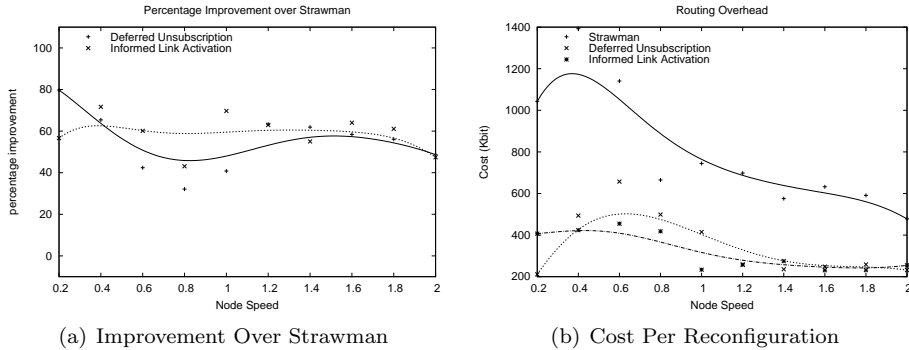 Percentage Improvement over Strawman
Deferred Unsubscription
Informed Link Activation
percentage improvement
100
80
60
40
20
0
0.2 0.4 0.6 0.8 1 1.2 1.4 1.6 1.8 2
Node Speed
(a) Improvement Over Strawman
Routing Overhead
Strawman
Deferred Unsubscription
Informed Link Activation
Cost (Kbit)
1400
1200
1000
800
600
400
200
0.2 0.4 0.6 0.8 1 1.2 1.4 1.6 1.8 2
Node Speed
(b) Cost Per Reconfiguration